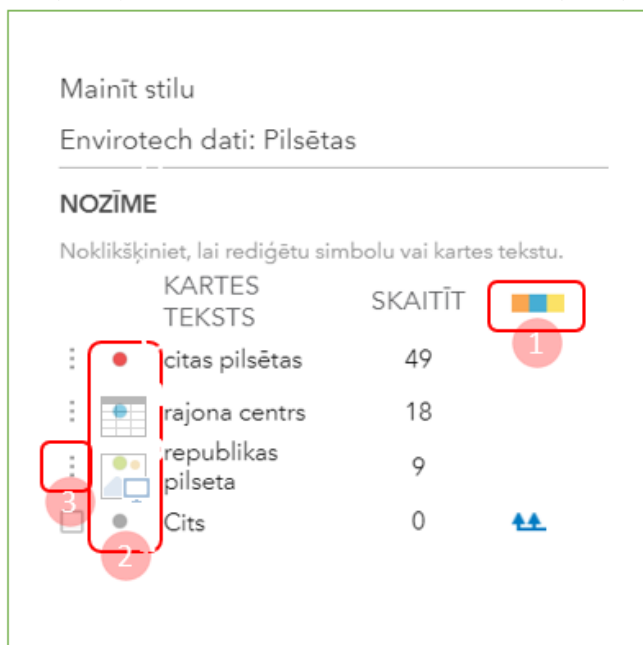 Mainīt stilu
Envirotech dati: Pilsētas
NOZĪME
Noklikšķiniet, lai rediģētu simbolu vai kartes tekstu.
KARTES TEKSTS SKAITĪT
1
citas pilsētas 49
rajona centrs 18
republikas pilseta 9
3
Cits 0
2